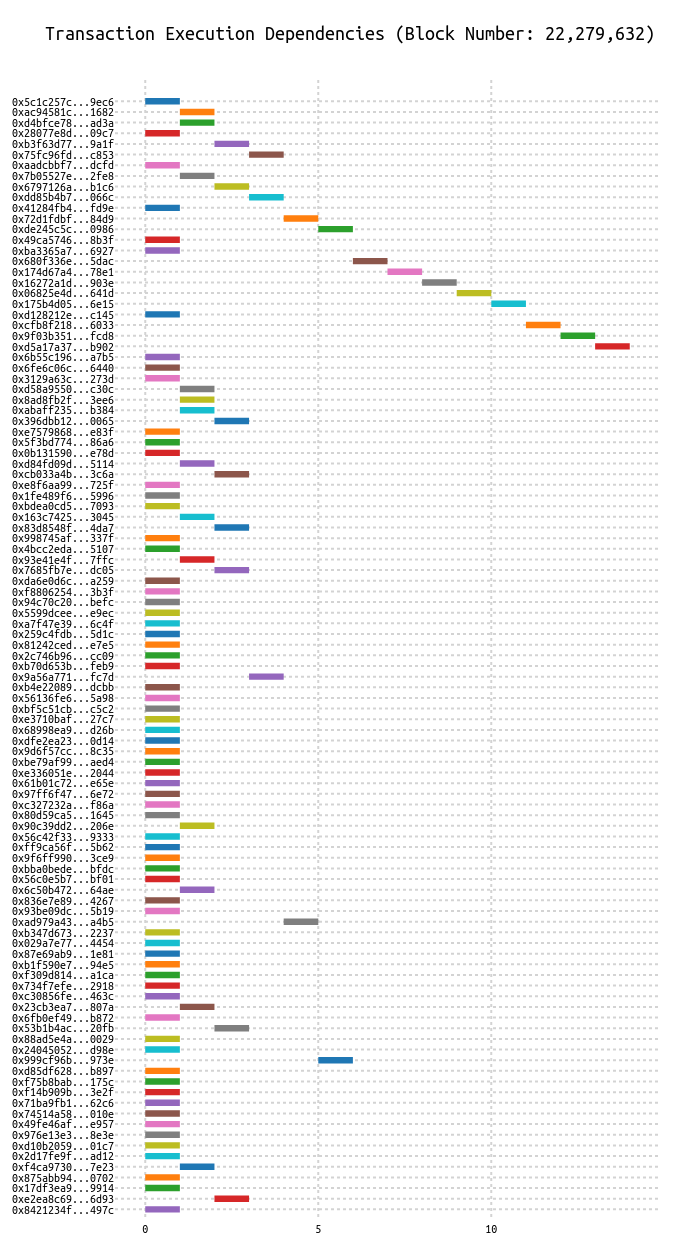 Transaction Execution Dependencies (Block Number: 22,279,632)
0x5c1c257c...9ec6
0xac94581c...1682
0xd4bfce78...ad3a
0x28077e8d...09c7
0xb3f63d77...9a1f
0x75fc96fd...c853
0xaadcbbf7...dcfd
0x7b05527e...2fe8
0x6797126a...b1c6
0xdd85b4b7...066c
0x41284fb4...fd9e
0x72d1fdbf...84d9
0xde245c5c...0986
0x49ca5746...8b3f
0xba3365a7...6927
0x680f336e...5dac
0x174d67a4...78e1
0x16272a1d...903e
0x06825e4d...641d
0x175b4d05...6e15
0xd128212e...c145
0xcfb8f218...6033
0x9f03b351...fcd8
0xd5a17a37...b902
0x6b55c196...a7b5
0x6fe6c06c...6440
0x3129a63c...273d
0xd58a9550...c30c
0x8ad8fb2f...3ee6
0xabaff235...b384
0x396dbb12...0065
0xe7579868...e83f
0x5f3bd774...86a6
0x0b131590...e78d
0xd84fd09d...5114
0xcb033a4b...3c6a
0xe8f6aa99...725f
0x1fe489f6...5996
0xbdea0cd5...7093
0x163c7425...3045
0x83d8548f...4da7
0x998745af...337f
0x4bcc2eda...5107
0x93e41e4f...7ffc
0x7685fb7e...dc05
0xda6e0d6c...a259
0xf8806254...3b3f
0x94c70c20...befc
0x5599dcee...e9ec
0xa7f47e39...6c4f
0x259c4fdb...5d1c
0x81242ced...e7e5
0x2c746b96...cc09
0xb70d653b...feb9
0x9a56a771...fc7d
0xb4e22089...dcbb
0x56136fe6...5a98
0xbf5c51cb...c5c2
0xe3710baf...27c7
0x68998ea9...d26b
0xdfe2ea23...0d14
0x9d6f57cc...8c35
0xbe79af99...aed4
0xe336051e...2044
0x61b01c72...e65e
0x97ff6f47...6e72
0xc327232a...f86a
0x80d59ca5...1645
0x90c39dd2...206e
0x56c42f33...9333
0xff9ca56f...5b62
0x9f6ff990...3ce9
0xbba0bede...bfdc
0x56c0e5b7...bf01
0x6c50b472...64ae
0x836e7e89...4267
0x93be09dc...5b19
0xad979a43...a4b5
0xb347d673...2237
0x029a7e77...4454
0x87e69ab9...1e81
0xb1f590e7...94e5
0xf309d814...a1ca
0x734f7efe...2918
0xc30856fe...463c
0x23cb3ea7...807a
0x6fb0ef49...b872
0x53b1b4ac...20fb
0x88ad5e4a...0029
0x24045052...d98e
0x999cf96b...973e
0xd85df628...b897
0xf75b8bab...175c
0xf14b909b...3e2f
0x71ba9fb1...62c6
0x74514a58...010e
0x49fe46af...e957
0x976e13e3...8e3e
0xd10b2059...01c7
0x2d17fe9f...ad12
0xf4ca9730...7e23
0x875abb94...0702
0x17df3ea9...9914
0xe2ea8c69...6d93
0x8421234f...497c
0 5 10